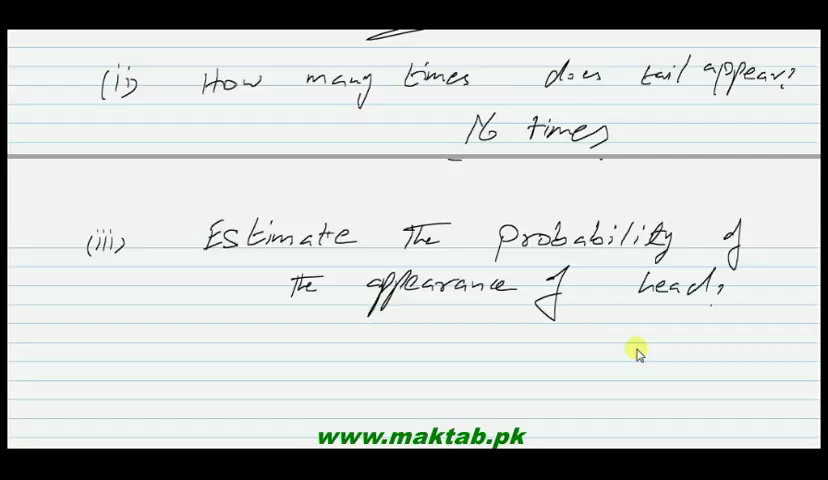 (ii) How many times does tail appear?
16 times
(iii) Estimate the probability of
the appearance of head?
www.maktab.pk